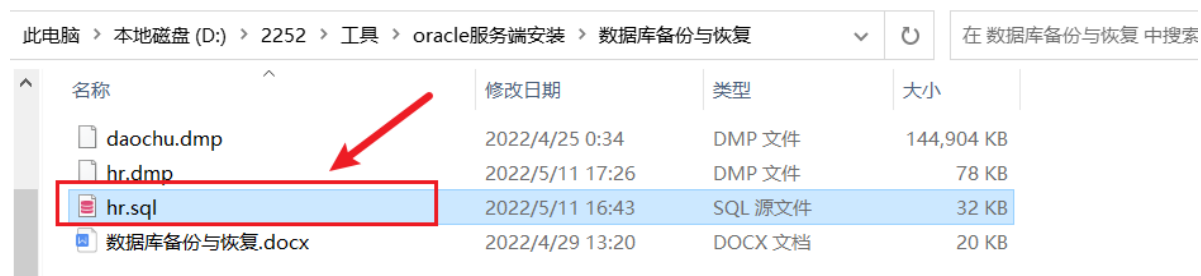 此电脑 > 本地磁盘 (D:) > 2252 > 工具 > oracle服务端安装 > 数据库备份与恢复 在 数据库备份与恢复 中搜索
名称 修改日期 类型 大小
daochu.dmp 2022/4/25 0:34 DMP 文件 144,904 KB
hr.dmp 2022/5/11 17:26 DMP 文件 78 KB
hr.sql 2022/5/11 16:43 SQL 源文件 32 KB
数据库备份与恢复.docx 2022/4/29 13:20 DOCX 文档 20 KB